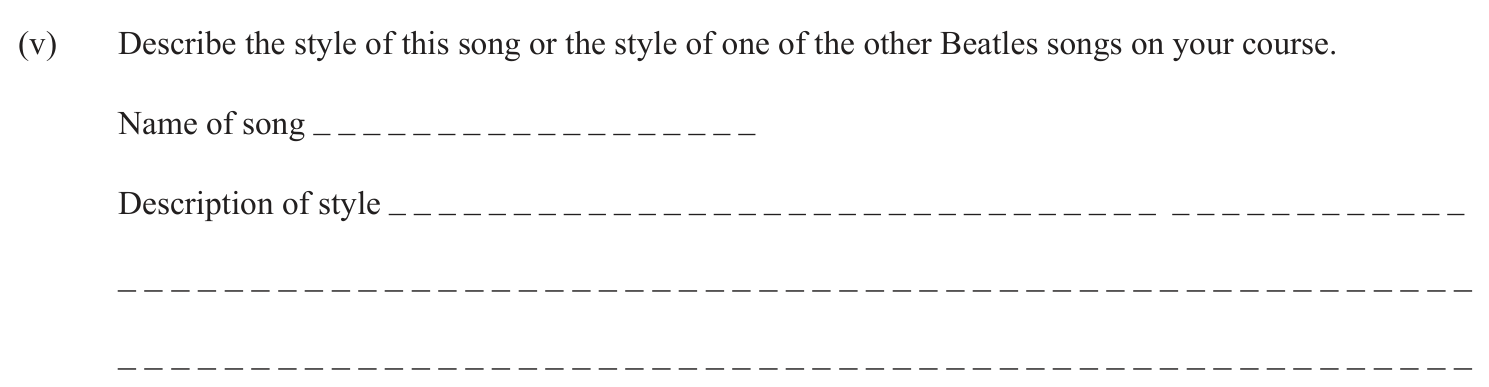 (v) Describe the style of this song or the style of one of the other Beatles songs on your course.
Name of song _ _ _ _ _ _ _ _ _ _ _ _ _ _ _ _ _ _
Description of style _ _ _ _ _ _ _ _ _ _ _ _ _ _ _ _ _ _ _ _ _ _ _ _ _ _ _ _ _ _ _ _ _ _ _ _ _ _ _ _ _ _ _
_ _ _ _ _ _ _ _ _ _ _ _ _ _ _ _ _ _ _ _ _ _ _ _ _ _ _ _ _ _ _ _ _ _ _ _ _ _ _ _ _ _ _ _ _ _ _ _ _ _ _
_ _ _ _ _ _ _ _ _ _ _ _ _ _ _ _ _ _ _ _ _ _ _ _ _ _ _ _ _ _ _ _ _ _ _ _ _ _ _ _ _ _ _ _ _ _ _ _ _ _ _